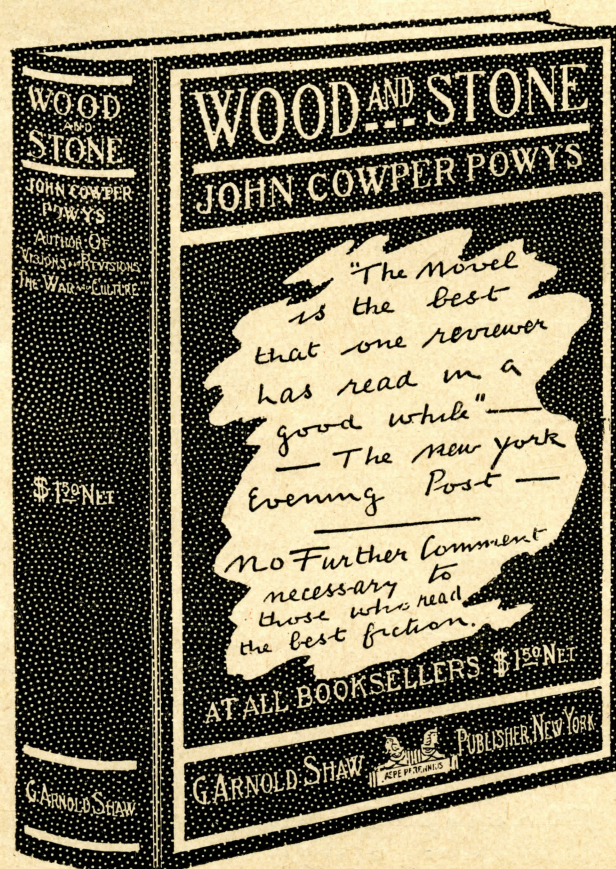 WOOD
AND
STONE
JOHN COWPER
POWYS
AUTHOR OF
VISIONS AND REVISIONS
THE WAR AND CULTURE
$1.50 NET
G. ARNOLD. SHAW
WOOD AND STONE
JOHN COWPER POWYS
"The Novel
is the best
that one reviewer
has read in a
good while" —
— The New York
Evening Post —
No Further Comment
necessary to
those who read
the best fiction.
AT ALL BOOKSELLERS $1.50 NET
G. ARNOLD. SHAW
PUBLISHER. NEW YORK